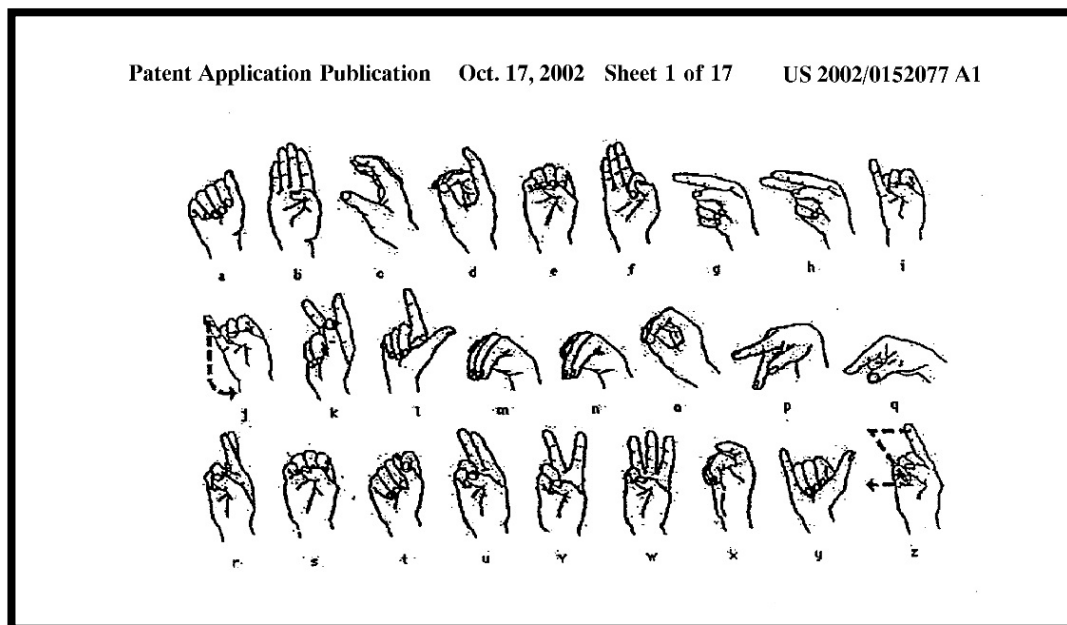 Patent Application Publication Oct. 17, 2002 Sheet 1 of 17 US 2002/0152077 A1
a b c d e f g h i
j k l m n o p q
r s t u v w x y z